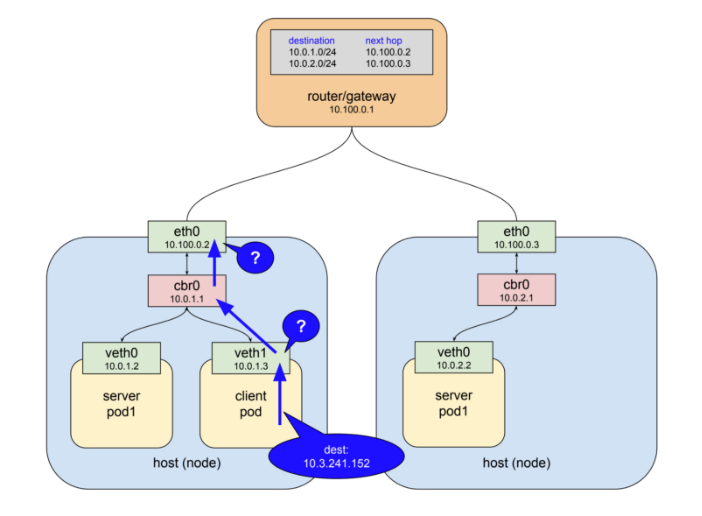 destination next hop
10.0.1.0/24 10.100.0.2
10.0.2.0/24 10.100.0.3
router/gateway
10.100.0.1
eth0
10.100.0.2
?
cbr0
10.0.1.1
?
veth0
10.0.1.2
veth1
10.0.1.3
server
pod1
client
pod
dest:
10.3.241.152
host (node)
eth0
10.100.0.3
cbr0
10.0.2.1
veth0
10.0.2.2
server
pod1
host (node)